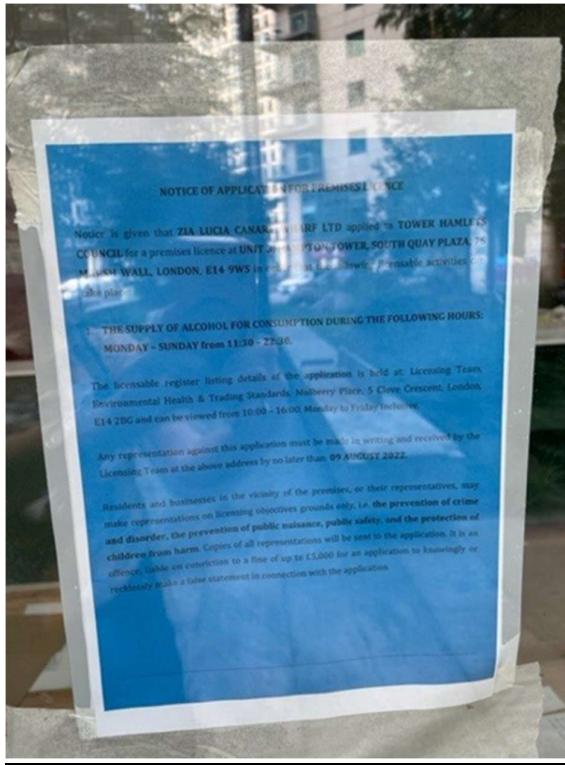 NOTICE OF APPLICATION FOR PREMISES LICENCE
Notice is given that ZIA LUCIA CANARY WHARF LTD applied to TOWER HAMLETS
COUNCIL for a premises licence at UNIT TOWER, SOUTH QUAY PLAZA, 75
MARSH WALL, LONDON, E14 9WS in the following licensable activities can
take place:
THE SUPPLY OF ALCOHOL FOR CONSUMPTION DURING THE FOLLOWING HOURS:
MONDAY – SUNDAY from 11:30 – 22:30.
The licensable register listing details of the application is held at: Licensing Team,
Environmental Health & Trading Standards, Mulberry Place, 5 Clove Crescent, London,
E14 2BG and can be viewed from 10:00 – 16:00, Monday to Friday Inclusive.
Any representation against this application must be made in writing and received by the
Licensing Team at the above address by no later than: 09 AUGUST 2022.
Residents and businesses in the vicinity of the premises, or their representatives, may
make representations on licensing objectives grounds only, i.e. the prevention of crime
and disorder, the prevention of public nuisance, public safety, and the protection of
children from harm. Copies of all representations will be sent to the application. It is an
offence, liable on conviction to a fine of up to £5,000 for an application to knowingly or
recklessly make a false statement in connection with the application.